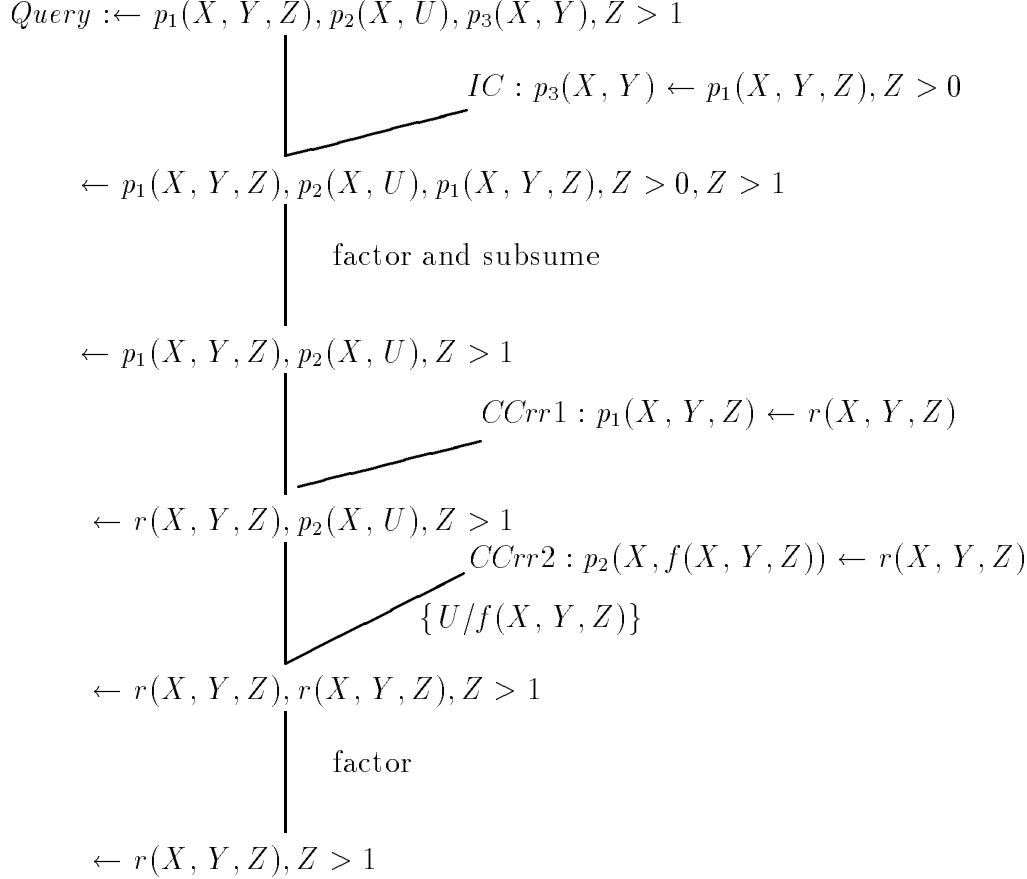 Query :← p₁(X, Y, Z), p₂(X, U), p₃(X, Y), Z > 1
IC : p₃(X, Y) ← p₁(X, Y, Z), Z > 0
← p₁(X, Y, Z), p₂(X, U), p₁(X, Y, Z), Z > 0, Z > 1
factor and subsume
← p₁(X, Y, Z), p₂(X, U), Z > 1
CCrr1 : p₁(X, Y, Z) ← r(X, Y, Z)
← r(X, Y, Z), p₂(X, U), Z > 1
CCrr2 : p₂(X, f(X, Y, Z)) ← r(X, Y, Z)
{U/f(X, Y, Z)}
← r(X, Y, Z), r(X, Y, Z), Z > 1
factor
← r(X, Y, Z), Z > 1